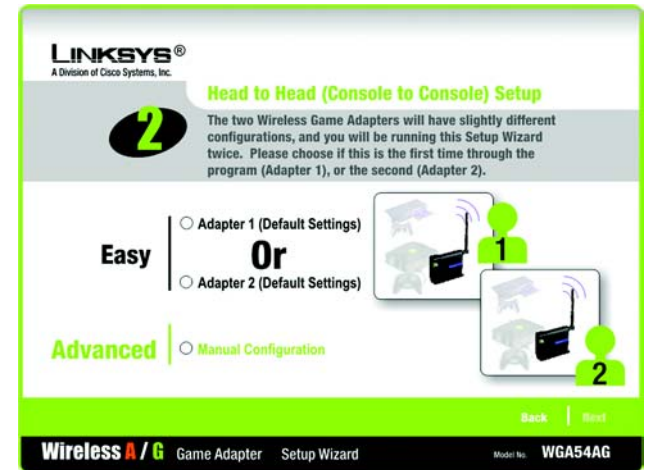 LINKSYS®
A Division of Cisco Systems, Inc.
Head to Head (Console to Console) Setup
2
The two Wireless Game Adapters will have slightly different
configurations, and you will be running this Setup Wizard
twice. Please choose if this is the first time through the
program (Adapter 1), or the second (Adapter 2).
Easy
Adapter 1 (Default Settings)
Or
Adapter 2 (Default Settings)
1
2
Advanced
Manual Configuration
Back Next
Wireless A / G Game Adapter Setup Wizard Model No. WGA54AG